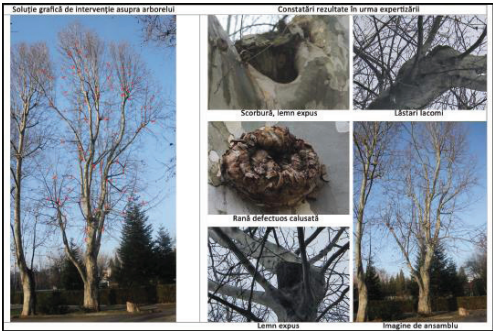 Soluție grafică de intervenție asupra arborelui
Constatări rezultate în urma expertizării
Scorbură, lemn expus
Lăstari lacomi
Rană defectuos calusată
Lemn expus
Imagine de ansamblu